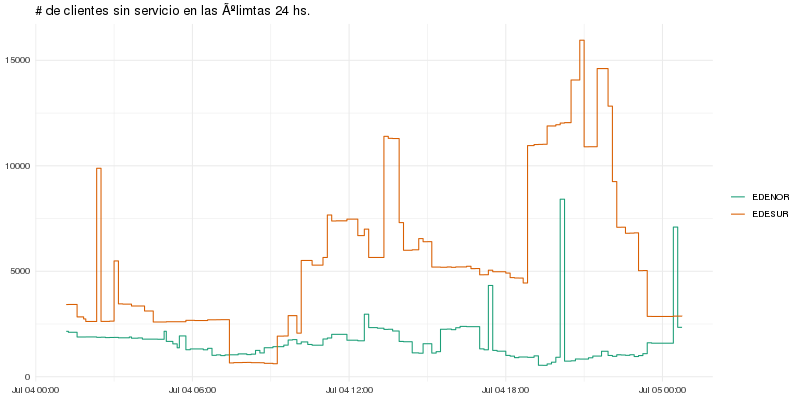 # de clientes sin servicio en las Ãºlimtas 24 hs.
15000
10000
5000
0
Jul 04 00:00
Jul 04 06:00
Jul 04 12:00
Jul 04 18:00
Jul 05 00:00
EDENOR
EDESUR